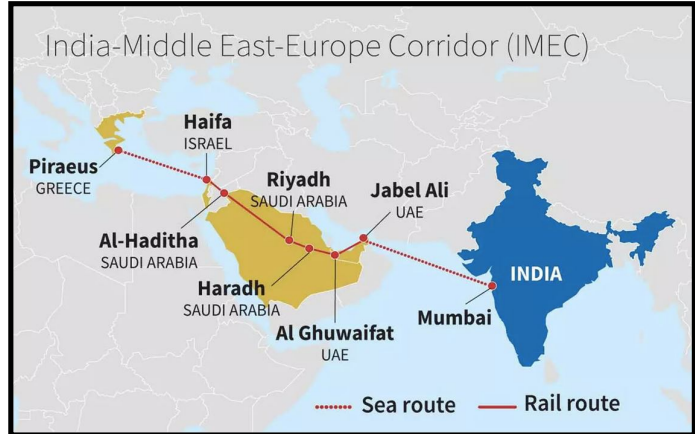 India-Middle East-Europe Corridor (IMEC)
Haifa
ISRAEL
Piraeus
GREECE
Riyadh
SAUDI ARABIA
Jabel Ali
UAE
Al-Haditha
SAUDI ARABIA
Haradh
SAUDI ARABIA
Al Ghuwaifat
UAE
INDIA
Mumbai
Sea route
Rail route